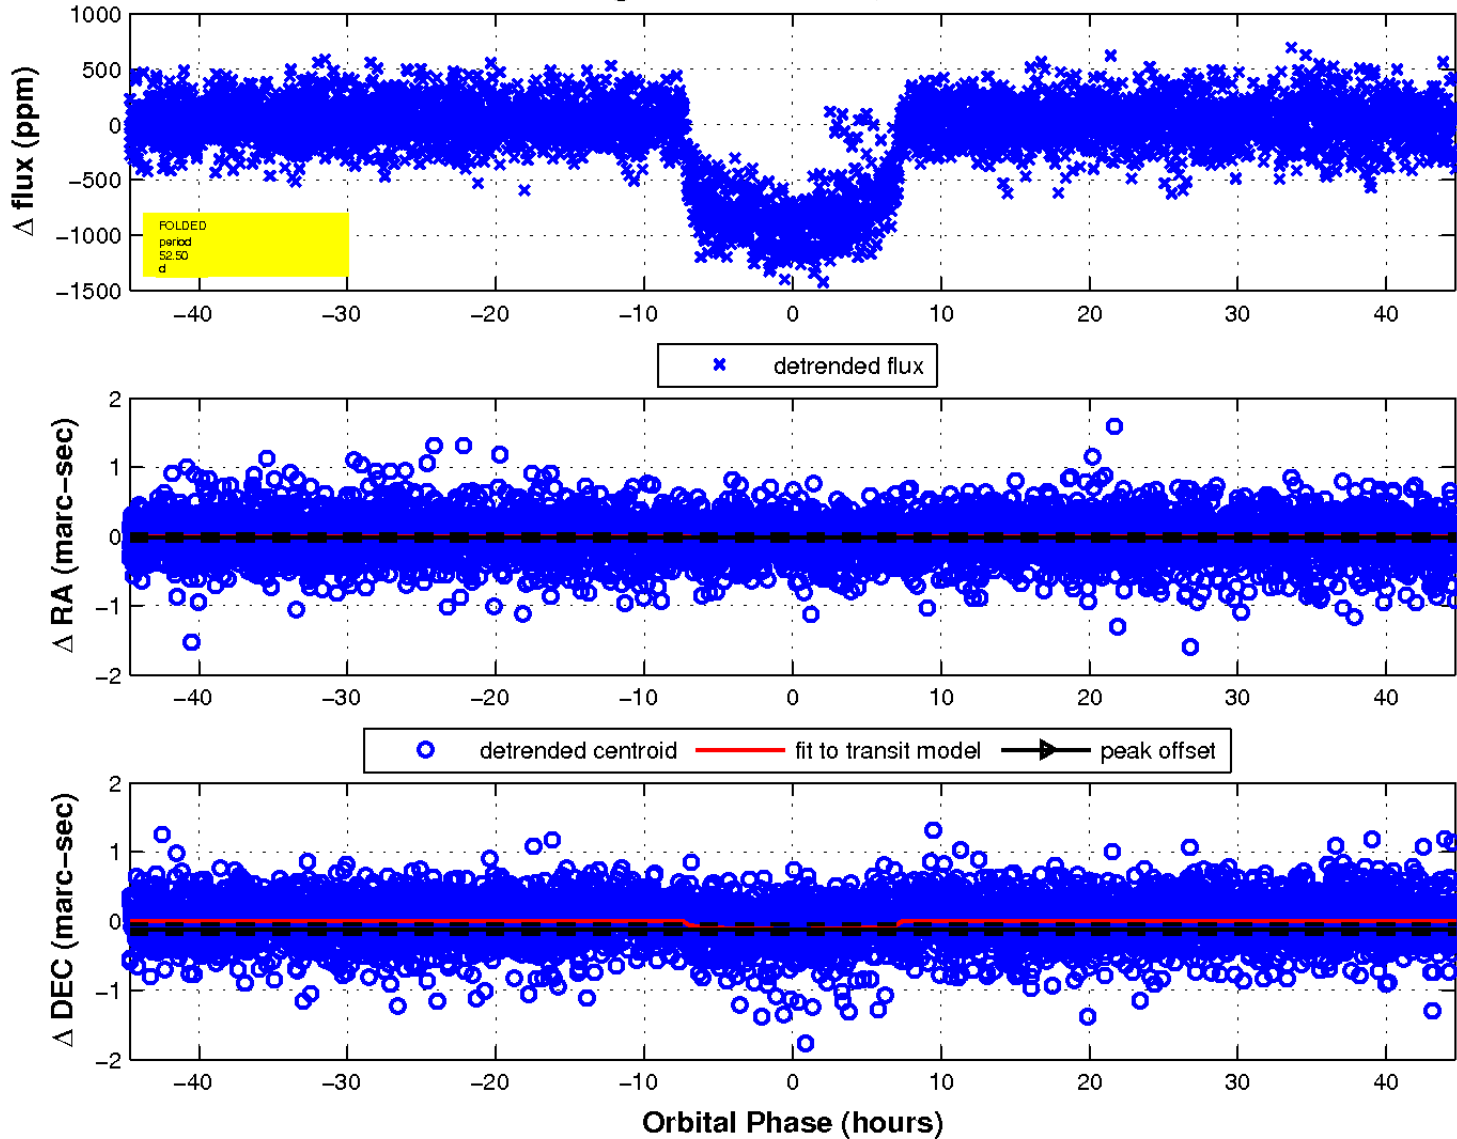 1000
500
0
−500
−1000
−1500
Δ flux (ppm)
FOLDED
period
52.50
d
−40 −30 −20 −10 0 10 20 30 40
detrended flux
2
1
0
−1
−2
Δ RA (marc−sec)
−40 −30 −20 −10 0 10 20 30 40
detrended centroid fit to transit model peak offset
2
1
0
−1
−2
Δ DEC (marc−sec)
−40 −30 −20 −10 0 10 20 30 40
Orbital Phase (hours)